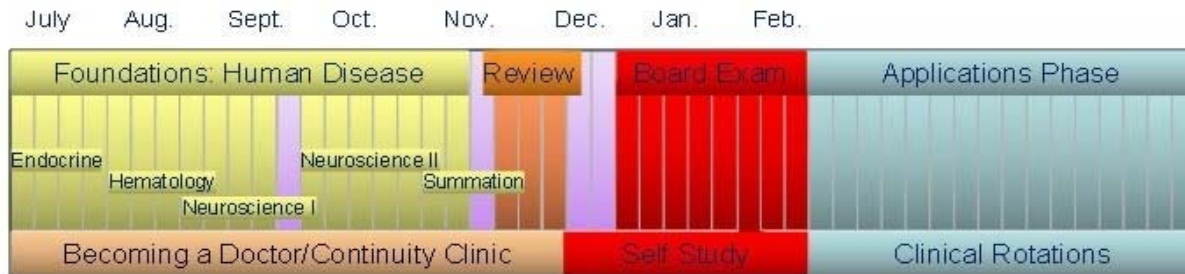 July Aug. Sept. Oct. Nov. Dec. Jan. Feb.
Foundations: Human Disease Review Board Exam Applications Phase
Endocrine Neuroscience II
Hematology Summation
Neuroscience I
Becoming a Doctor/Continuity Clinic Self Study Clinical Rotations